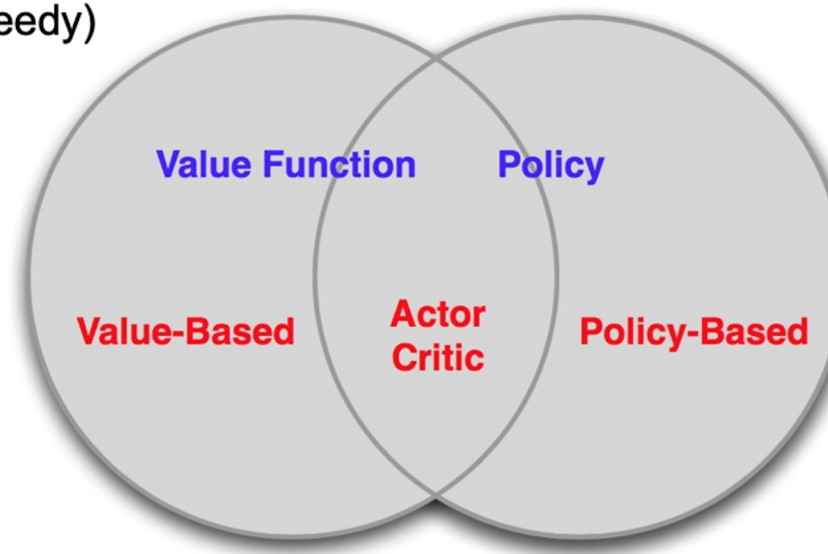 eedy)
Value Function Policy
Value-Based Actor Critic Policy-Based